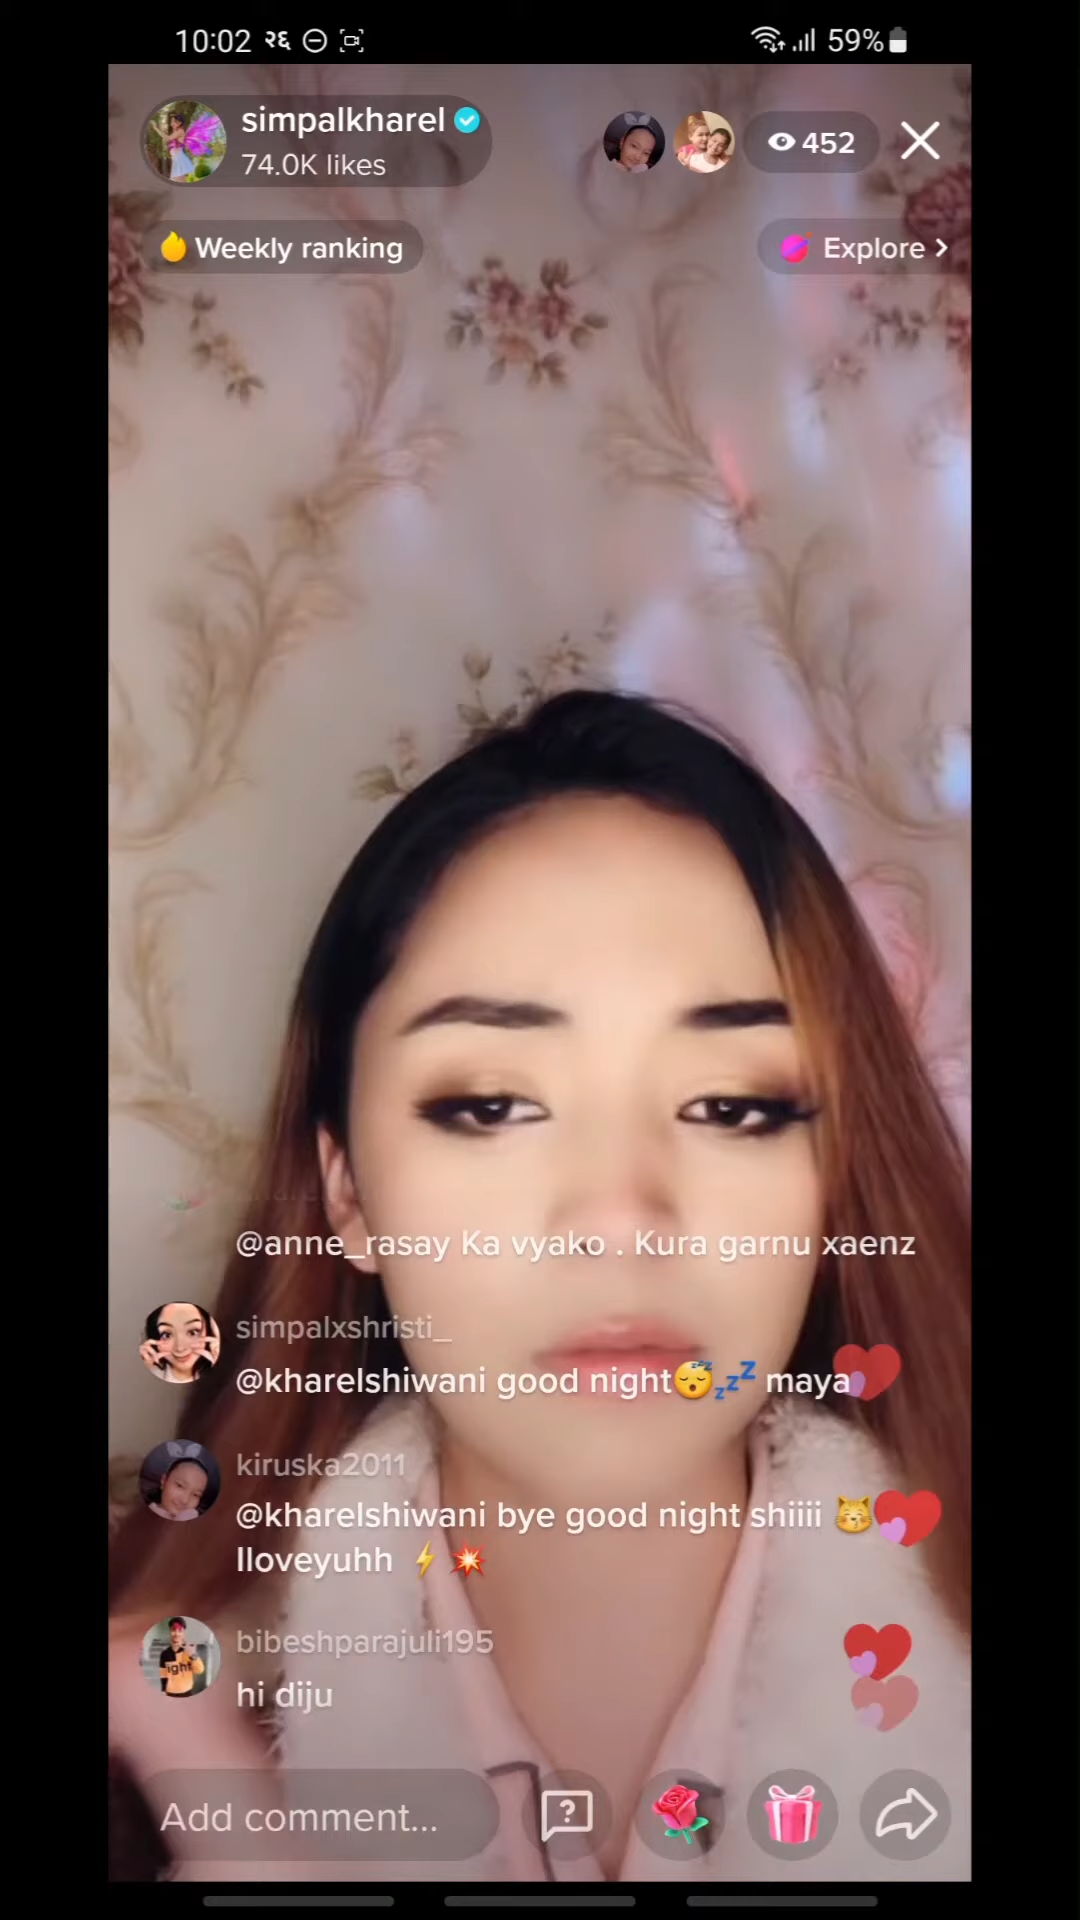 10:02 २६ 59%
simpalkharel 452
74.0K likes
Weekly ranking Explore
@anne_rasay Ka vyako . Kura garnu xaenz
simpalxshristi_
@kharelshiwani good night😴💤 maya
kiruska2011
@kharelshiwani bye good night shiiii 😽
Iloveyuhh ⚡💥
bibeshparajuli195
hi diju
Add comment...